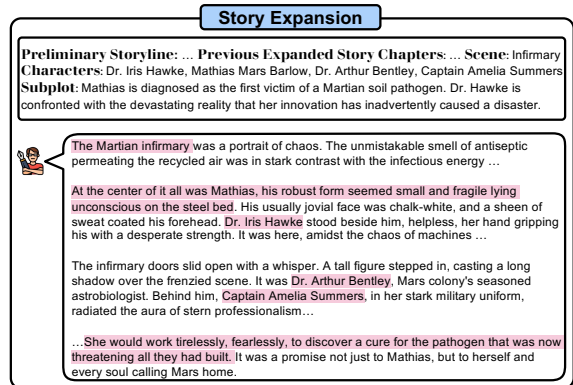 Story Expansion
Preliminary Storyline: ... Previous Expanded Story Chapters: ... Scene: Infirmary
Characters: Dr. Iris Hawke, Mathias Mars Barlow, Dr. Arthur Bentley, Captain Amelia Summers
Subplot: Mathias is diagnosed as the first victim of a Martian soil pathogen. Dr. Hawke is
confronted with the devastating reality that her innovation has inadvertently caused a disaster.
The Martian infirmary was a portrait of chaos. The unmistakable smell of antiseptic
permeating the recycled air was in stark contrast with the infectious energy ...
At the center of it all was Mathias, his robust form seemed small and fragile lying
unconscious on the steel bed. His usually jovial face was chalk-white, and a sheen of
sweat coated his forehead. Dr. Iris Hawke stood beside him, helpless, her hand gripping
his with a desperate strength. It was here, amidst the chaos of machines ...
The infirmary doors slid open with a whisper. A tall figure stepped in, casting a long
shadow over the frenzied scene. It was Dr. Arthur Bentley, Mars colony's seasoned
astrobiologist. Behind him, Captain Amelia Summers, in her stark military uniform,
radiated the aura of stern professionalism…
…She would work tirelessly, fearlessly, to discover a cure for the pathogen that was now
threatening all they had built. It was a promise not just to Mathias, but to herself and
every soul calling Mars home.